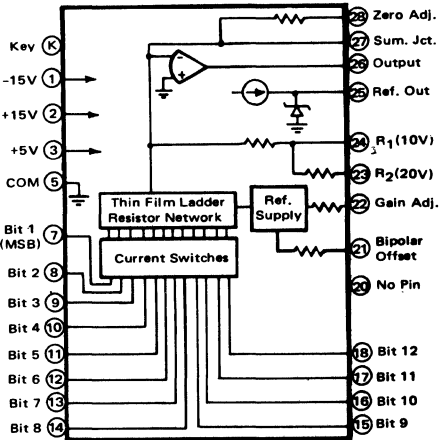 Key K
-15V 1
+15V 2
+5V 3
COM 5
Bit 1 7
(MSB)
Bit 2 8
Bit 3 9
Bit 4 10
Bit 5 11
Bit 6 12
Bit 7 13
Bit 8 14
- +
Thin Film Ladder
Resistor Network
Current Switches
Ref.
Supply
28 Zero Adj.
27 Sum. Jct.
26 Output
25 Ref. Out
24 R1(10V)
23 R2(20V)
22 Gain Adj.
21 Bipolar
Offset
20 No Pin
18 Bit 12
17 Bit 11
16 Bit 10
15 Bit 9